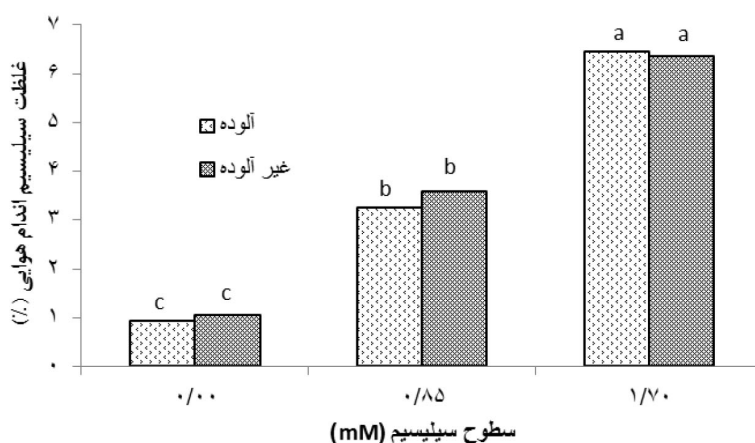 غلظت سیلیسیم اندام هوایی (٪)
۷
۶
۵
۴
۳
۲
۱
۰
آلوده
غیر آلوده
c c
b b
a a
۰/۰۰ ۰/۸۵ ۱/۷۰
سطوح سیلیسیم (mM)